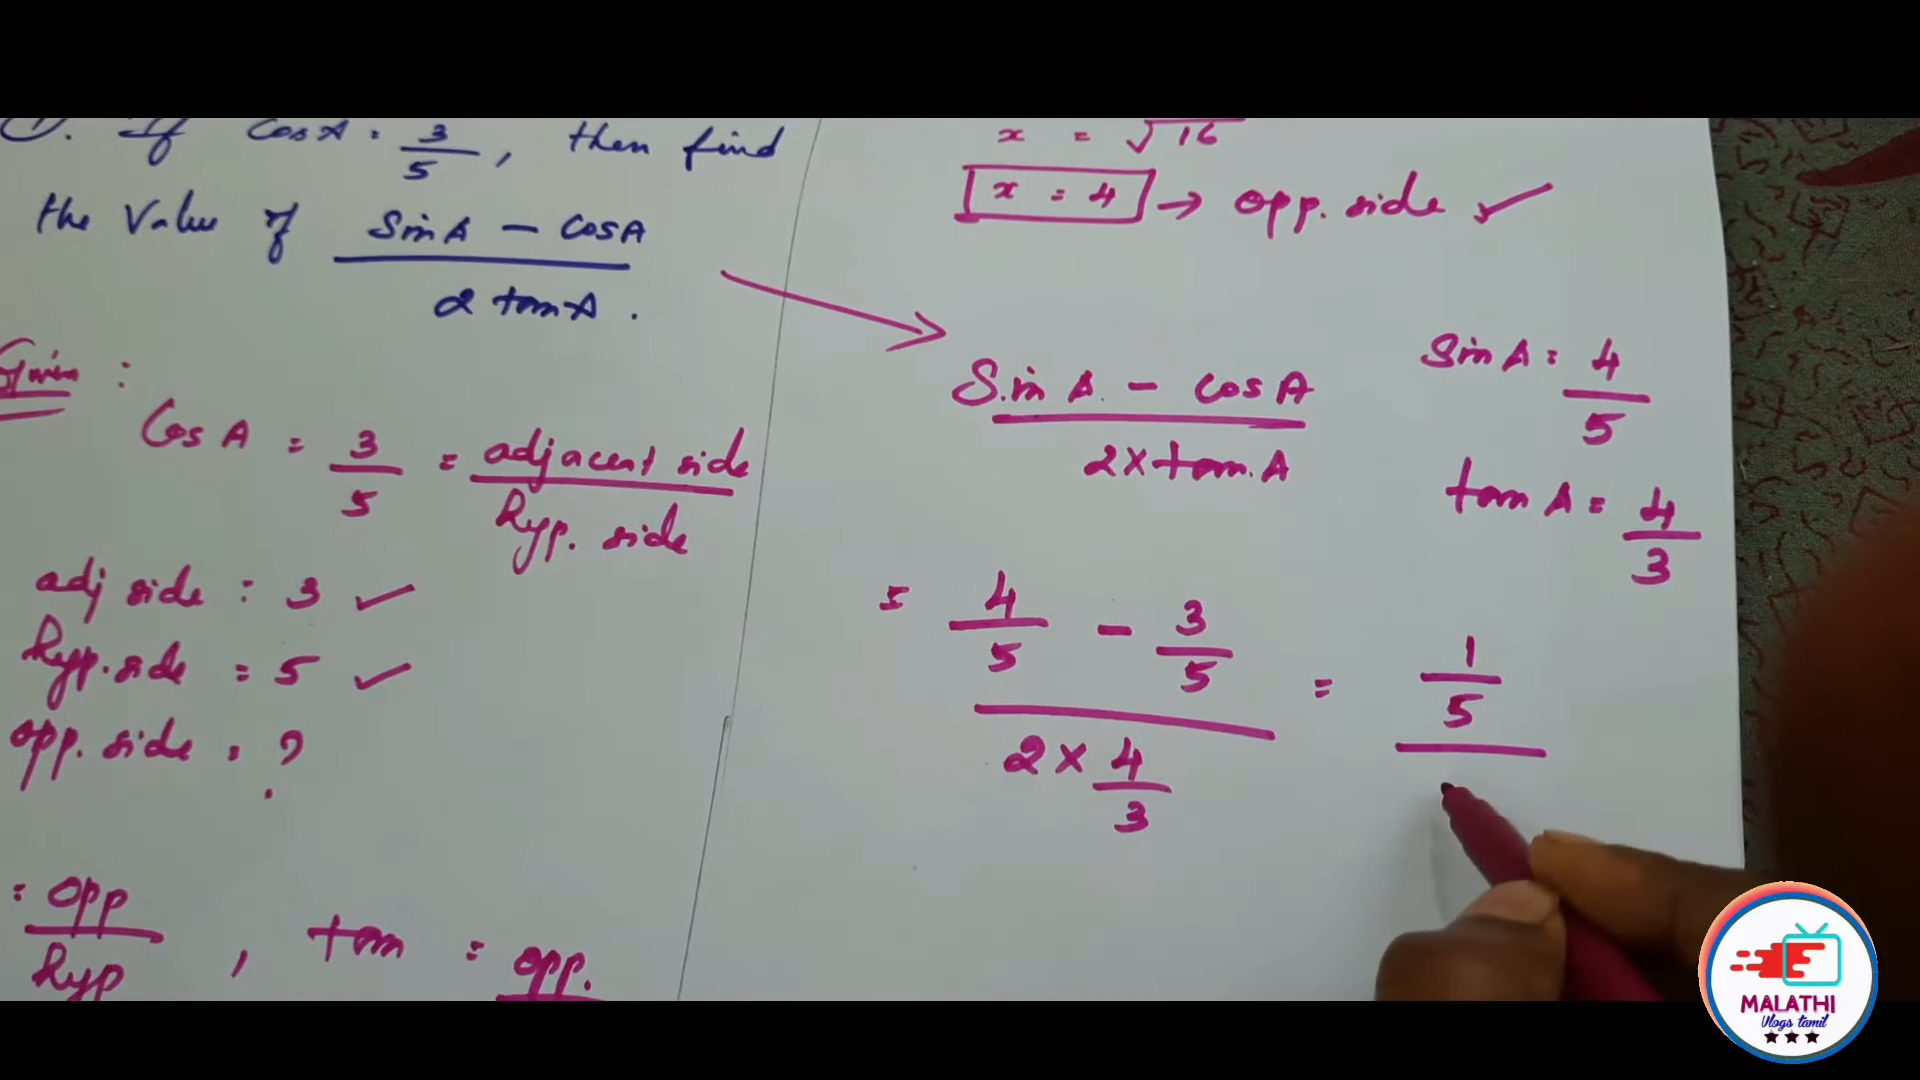 1. If cos A = 3/5, then find
the value of sin A - cos A / 2 tan A.
Given :
Cos A = 3/5 = adjacent side / hyp. side
adj side = 3 ✓
hyp. side = 5 ✓
opp. side = ?
= opp / hyp , tan = opp.
x = √16
x = 4 → opp. side ✓
Sin A - cos A / 2 × tan A
Sin A = 4/5
tan A = 4/3
= 4/5 - 3/5 / 2 × 4/3 = 1/5
MALATHI
Vlogs tamil